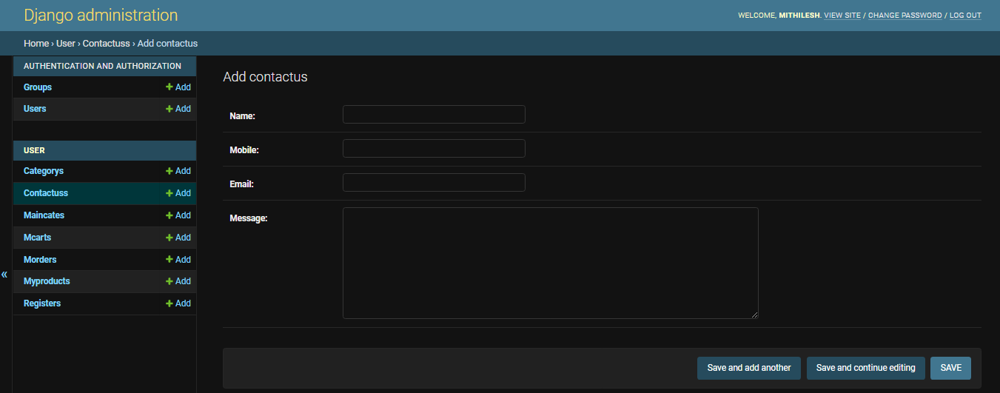 Django administration
WELCOME, MITHILESH. VIEW SITE / CHANGE PASSWORD / LOG OUT
Home › User › Contactuss › Add contactus
AUTHENTICATION AND AUTHORIZATION
Groups + Add
Users + Add
USER
Categorys + Add
Contactuss + Add
Maincates + Add
Mcarts + Add
Morders + Add
Myproducts + Add
Registers + Add
«
Add contactus
Name:
Mobile:
Email:
Message:
Save and add another Save and continue editing SAVE